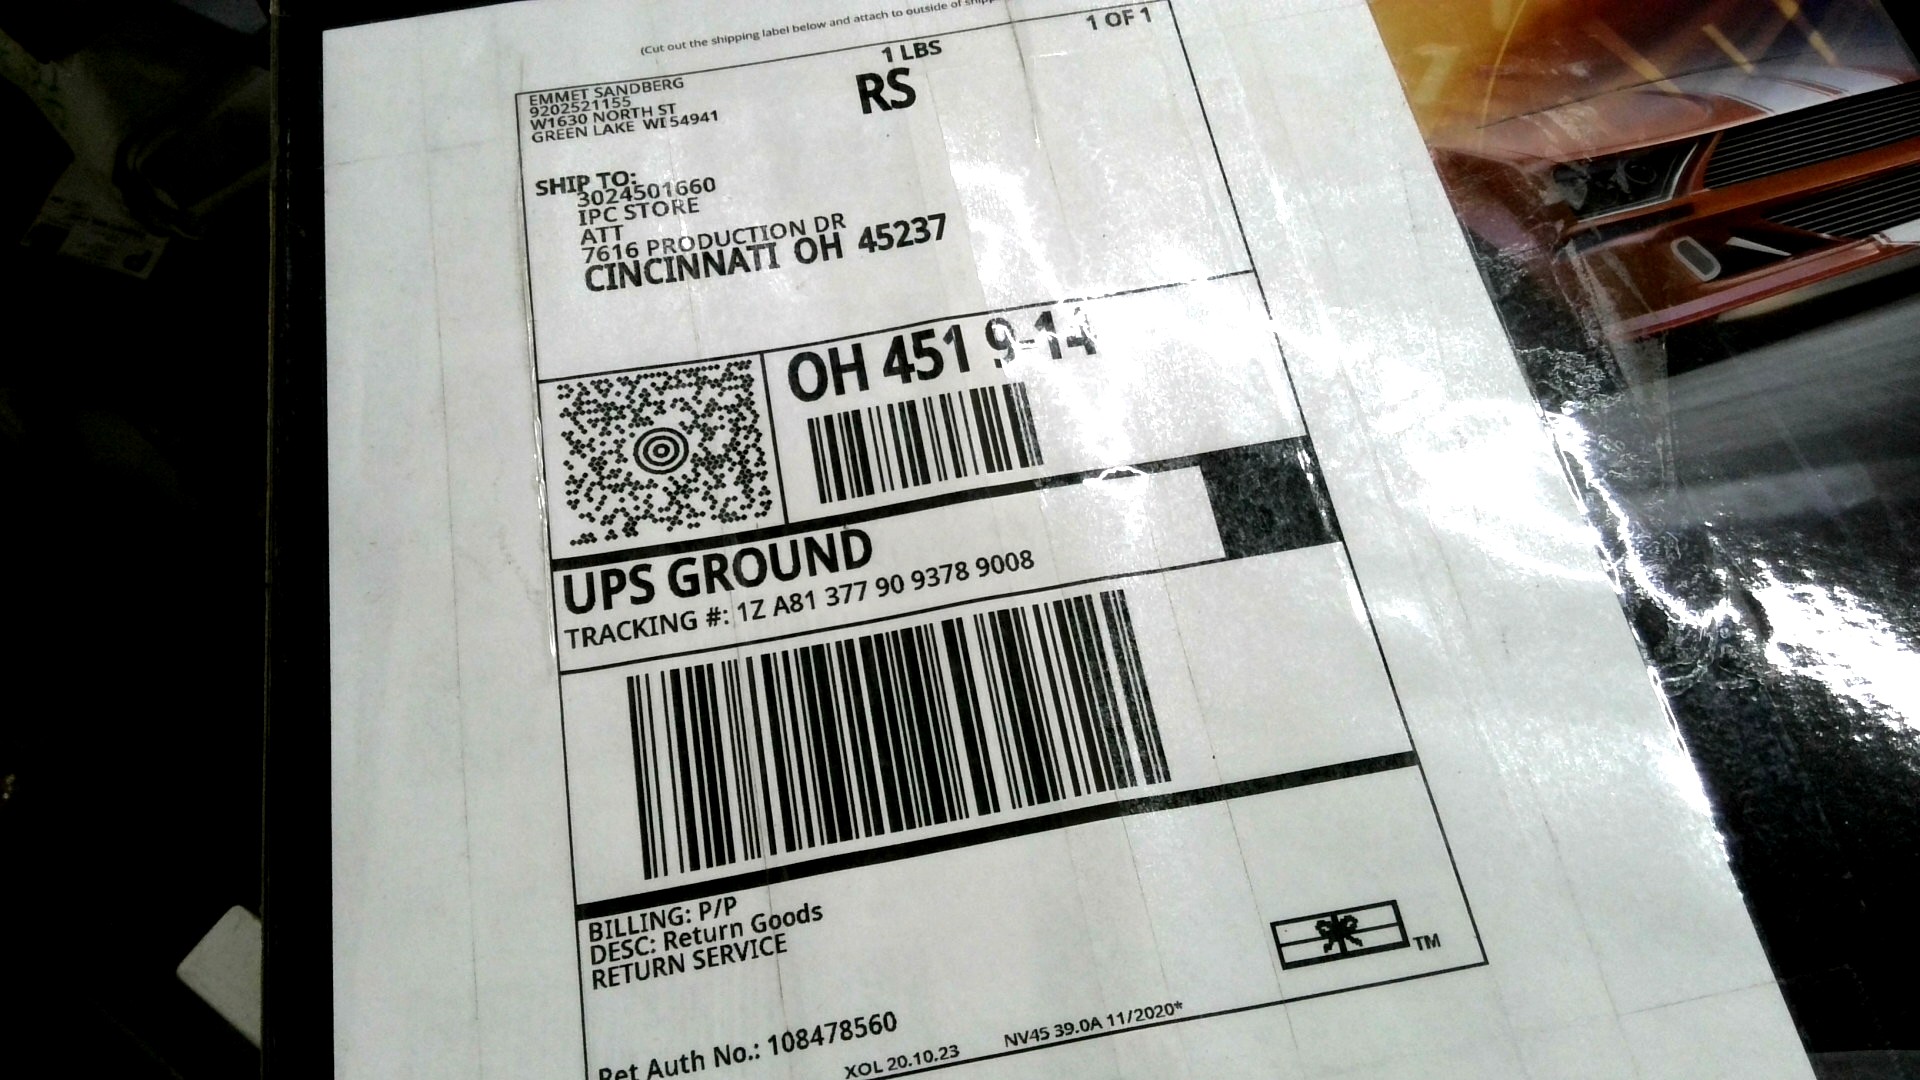 (Cut out the shipping label below and attach to outside of
1 OF 1
1 LBS
RS
EMMET SANDBERG
9202521155
W1630 NORTH ST
GREEN LAKE WI 54941
SHIP TO:
3024501660
IPC STORE
ATT
7616 PRODUCTION DR
CINCINNATI OH 45237
OH 451 9-14
UPS GROUND
TRACKING #: 1Z A81 377 90 9378 9008
BILLING: P/P
DESC: Return Goods
RETURN SERVICE
TM
Ret Auth No.: 108478560
XOL 20.10.23
NV45 39.0A 11/2020*